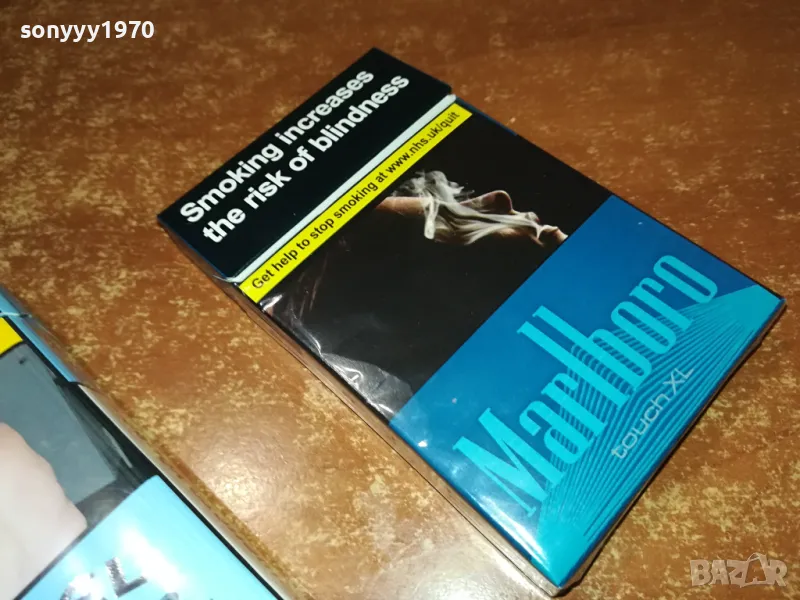 sonyyy1970
Smoking increases
the risk of blindness
Get help to stop smoking at www.nhs.uk/quit
Marlboro
touch XL
BAZAR